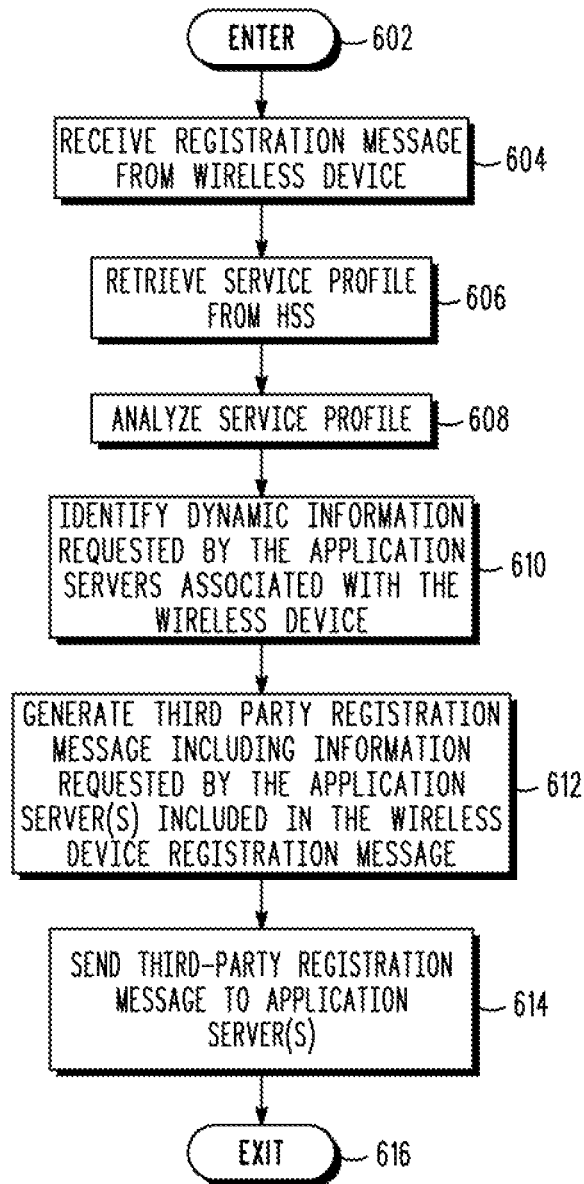 ENTER
602
RECEIVE REGISTRATION MESSAGE
FROM WIRELESS DEVICE
604
RETRIEVE SERVICE PROFILE
FROM HSS
606
ANALYZE SERVICE PROFILE
608
IDENTIFY DYNAMIC INFORMATION
REQUESTED BY THE APPLICATION
SERVERS ASSOCIATED WITH THE
WIRELESS DEVICE
610
GENERATE THIRD PARTY REGISTRATION
MESSAGE INCLUDING INFORMATION
REQUESTED BY THE APPLICATION
SERVER(S) INCLUDED IN THE WIRELESS
DEVICE REGISTRATION MESSAGE
612
SEND THIRD-PARTY REGISTRATION
MESSAGE TO APPLICATION
SERVER(S)
614
EXIT
616